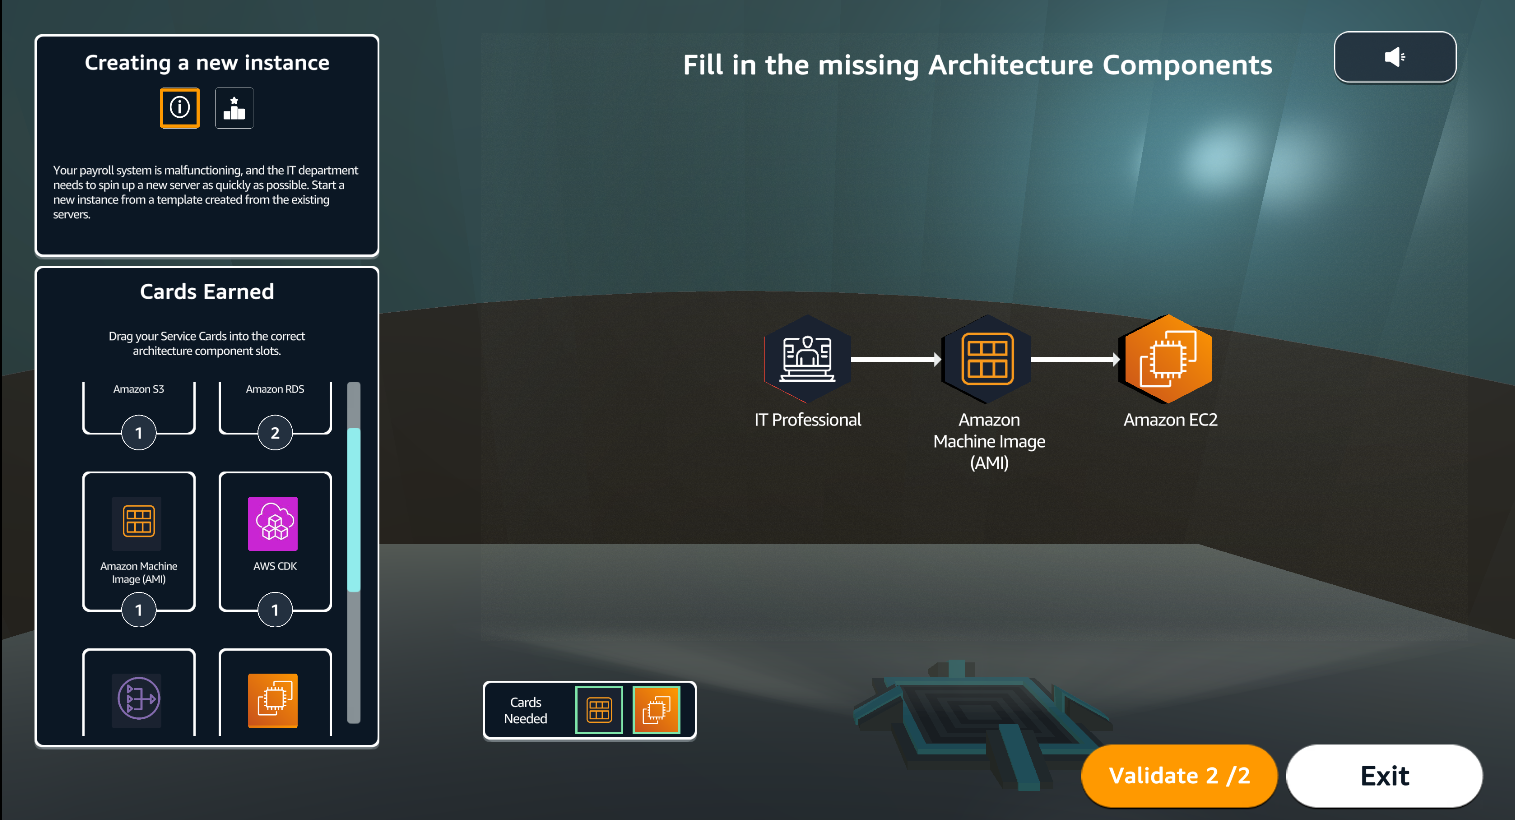 Creating a new instance
Your payroll system is malfunctioning, and the IT department
needs to spin up a new server as quickly as possible. Start a
new instance from a template created from the existing
servers.
Cards Earned
Drag your Service Cards into the correct
architecture component slots.
Amazon S3
Amazon RDS
1
2
Amazon Machine
Image (AMI)
AWS CDK
1
1
Fill in the missing Architecture Components
IT Professional
Amazon
Machine Image
(AMI)
Amazon EC2
Cards
Needed
Validate 2 /2
Exit